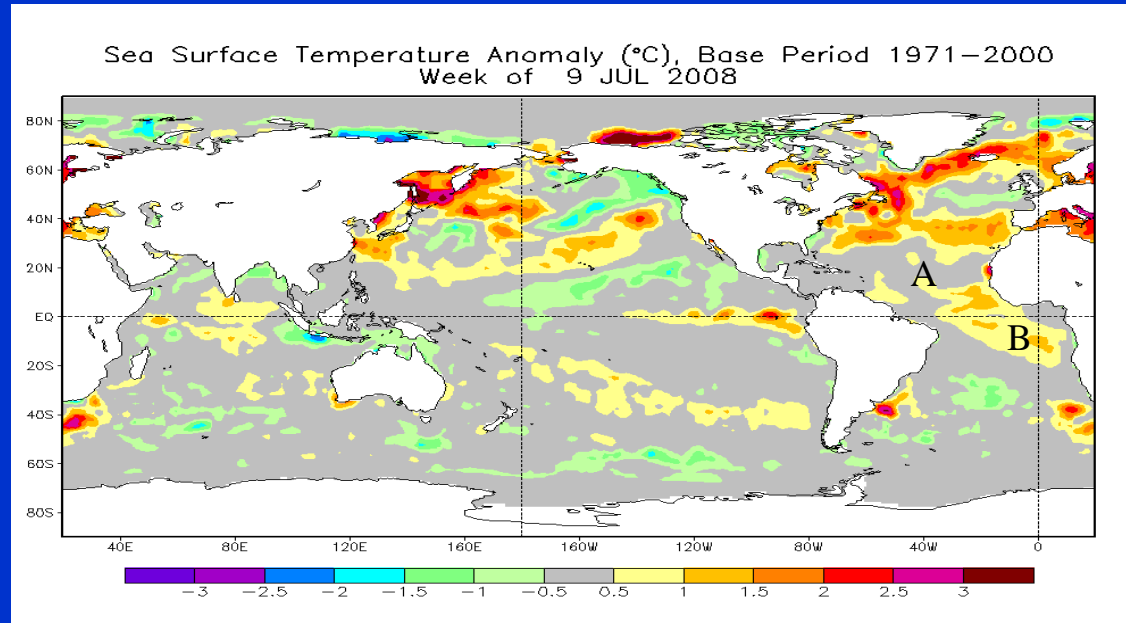 Sea Surface Temperature Anomaly (°C), Base Period 1971–2000
Week of 9 JUL 2008
80N
60N
40N
20N
EQ
20S
40S
60S
80S
A
B
40E 80E 120E 160E 160W 120W 80W 40W 0
-3 -2.5 -2 -1.5 -1 -0.5 0.5 1 1.5 2 2.5 3